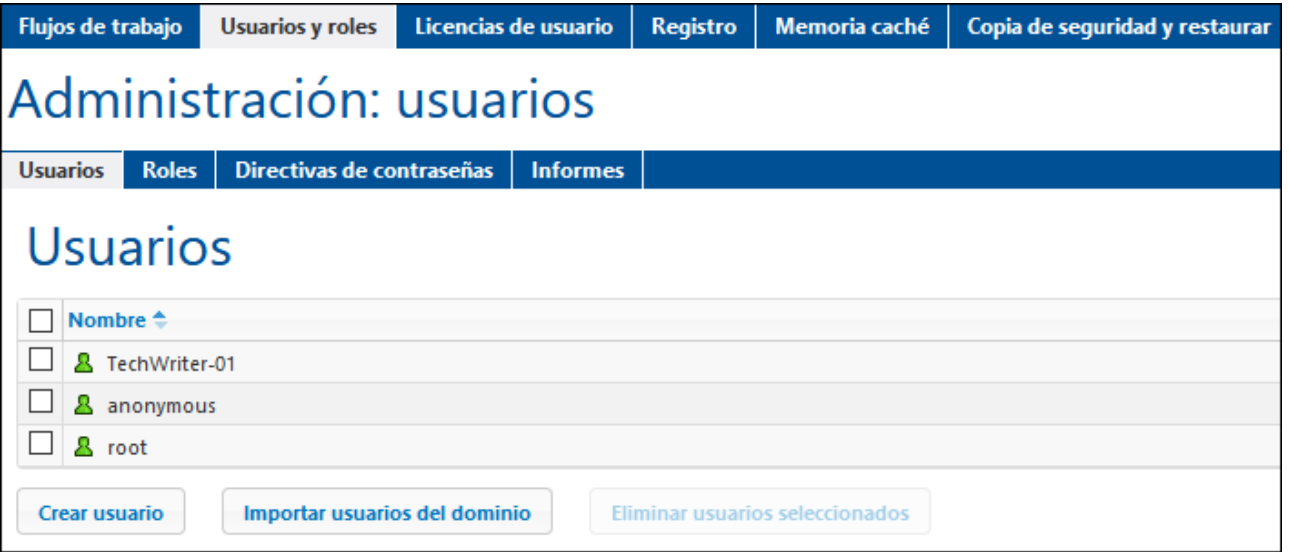 Flujos de trabajo Usuarios y roles Licencias de usuario Registro Memoria caché Copia de seguridad y restaurar
Administración: usuarios
Usuarios Roles Directivas de contraseñas Informes
Usuarios
Nombre
TechWriter-01
anonymous
root
Crear usuario Importar usuarios del dominio Eliminar usuarios seleccionados